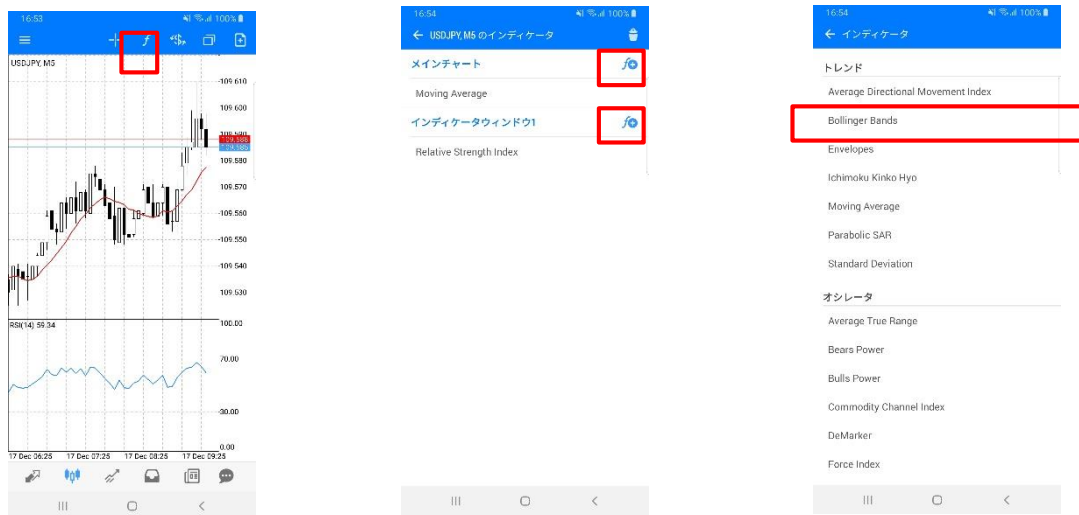 16:53
100%
f
USDJPY, M5
109.610
109.600
109.590
109.586
109.585
109.580
109.570
109.560
109.550
109.540
109.530
RSI(14) 59.34
100.00
70.00
30.00
0.00
17 Dec 06:25 17 Dec 07:25 17 Dec 08:25 17 Dec 09:25
16:54
100%
USDJPY, M5 のインディケータ
メインチャート
f
Moving Average
インディケータウィンドウ1
f
Relative Strength Index
16:54
100%
インディケータ
トレンド
Average Directional Movement Index
Bollinger Bands
Envelopes
Ichimoku Kinko Hyo
Moving Average
Parabolic SAR
Standard Deviation
オシレータ
Average True Range
Bears Power
Bulls Power
Commodity Channel Index
DeMarker
Force Index